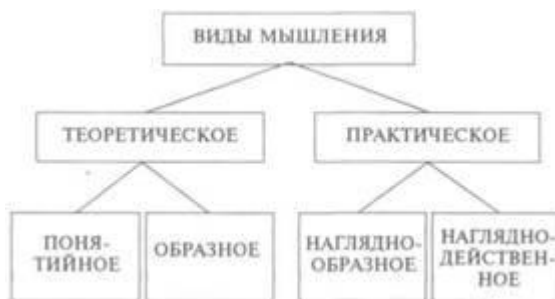 ВИДЫ МЫШЛЕНИЯ
ТЕОРЕТИЧЕСКОЕ
ПРАКТИЧЕСКОЕ
ПОНЯ-
ТИЙНОЕ
ОБРАЗНОЕ
НАГЛЯДНО-
ОБРАЗНОЕ
НАГЛЯДНО-
ДЕЙСТВЕН-
НОЕ